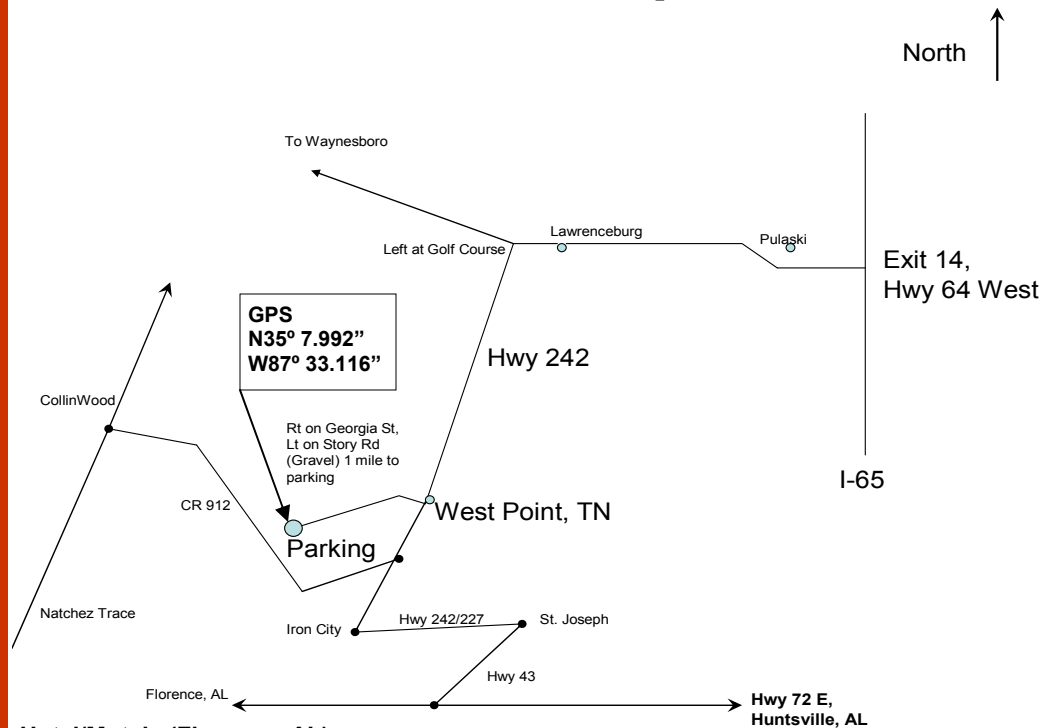 North
To Waynesboro
Lawrenceburg
Pulaski
Left at Golf Course
Exit 14,
Hwy 64 West
GPS
N35º 7.992”
W87º 33.116”
Hwy 242
CollinWood
Rt on Georgia St,
Lt on Story Rd
(Gravel) 1 mile to
parking
I-65
CR 912
West Point, TN
Parking
Natchez Trace
Iron City
Hwy 242/227
St. Joseph
Hwy 43
Florence, AL
Hwy 72 E,
Huntsville, AL